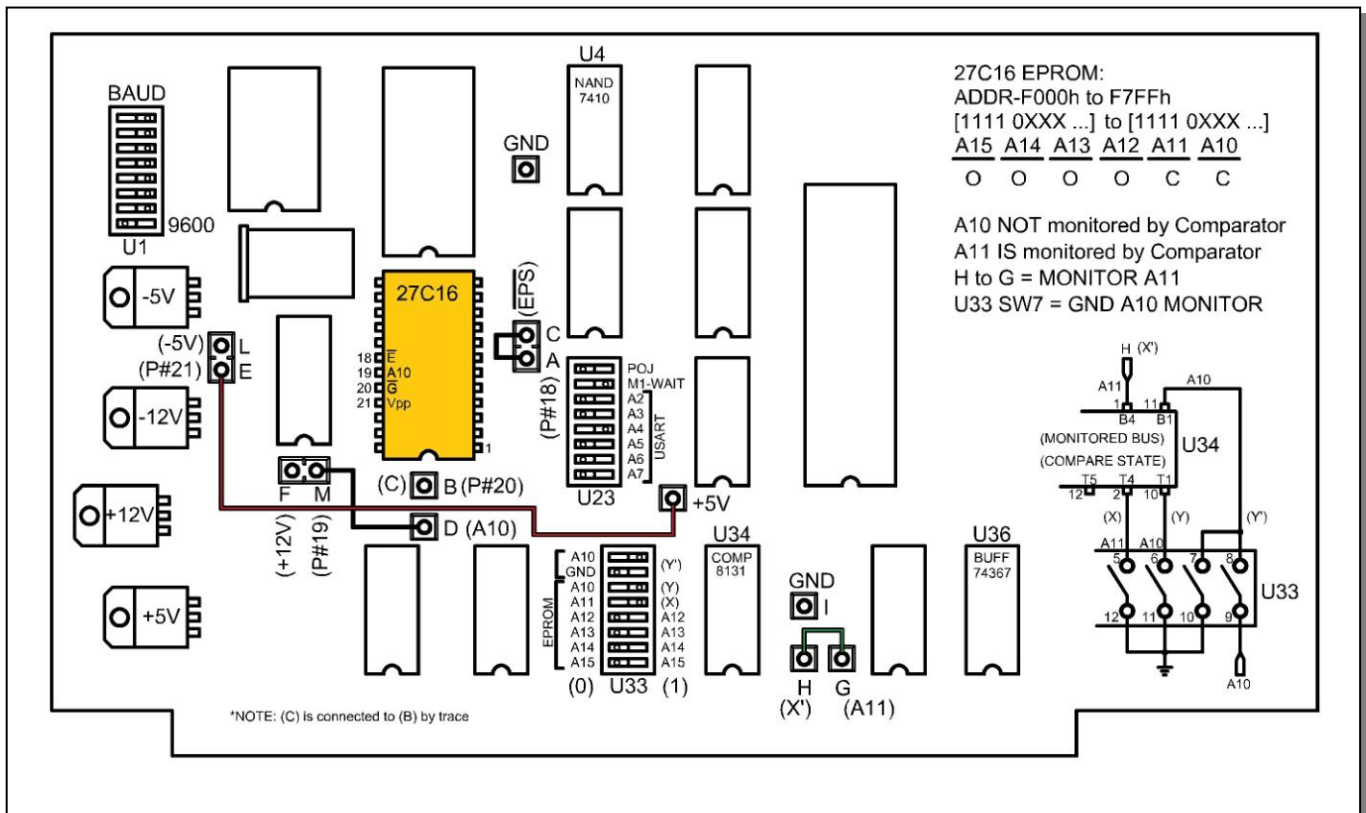 U4
NAND
7410
27C16 EPROM:
ADDR-F000h to F7FFh
[1111 0XXX ...] to [1111 0XXX ...]
A15 A14 A13 A12 A11 A10
O O O O C C
A10 NOT monitored by Comparator
A11 IS monitored by Comparator
H to G = MONITOR A11
U33 SW7 = GND A10 MONITOR
BAUD
9600
U1
GND
-5V
(-5V) L
(P#21) E
-12V
+12V
+5V
27C16
18 E
19 A10
20 G
21 Vpp
1
(EPS)
C
A
(P#18)
POJ
M1-WAIT
A2
A3
A4
A5
A6
A7
USART
U23
F M
(+12V) (P#19)
(C) B (P#20)
D (A10)
+5V
A10
GND
(Y')
A10 (Y)
A11 (X)
A12 A12
A13 A13
A14 A14
A15 A15
EPROM
(0) U33 (1)
U34
COMP
8131
GND
I
H G
(X') (A11)
U36
BUFF
74367
H (X')
A11 A10
1 11
B4 B1
(MONITORED BUS)
(COMPARE STATE)
U34
T5 T4 T1
12 2 10
(X) (Y) (Y')
A11 A10
5 6 7 8
U33
12 11 10 9
A10
*NOTE: (C) is connected to (B) by trace